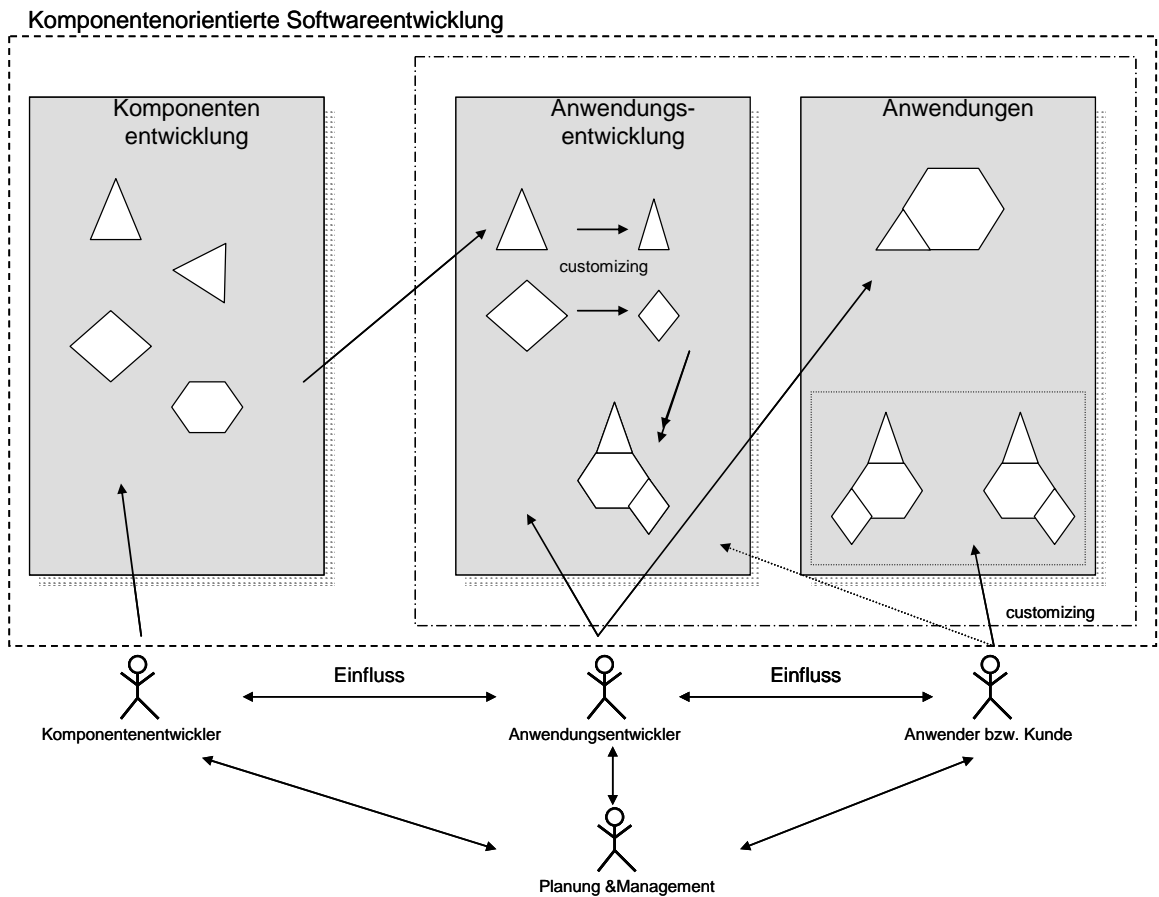 Komponentenorientierte Softwareentwicklung
Komponenten
entwicklung
Anwendungs-
entwicklung
Anwendungen
customizing
customizing
Einfluss
Einfluss
Komponentenentwickler
Anwendungsentwickler
Anwender bzw. Kunde
Planung &Management